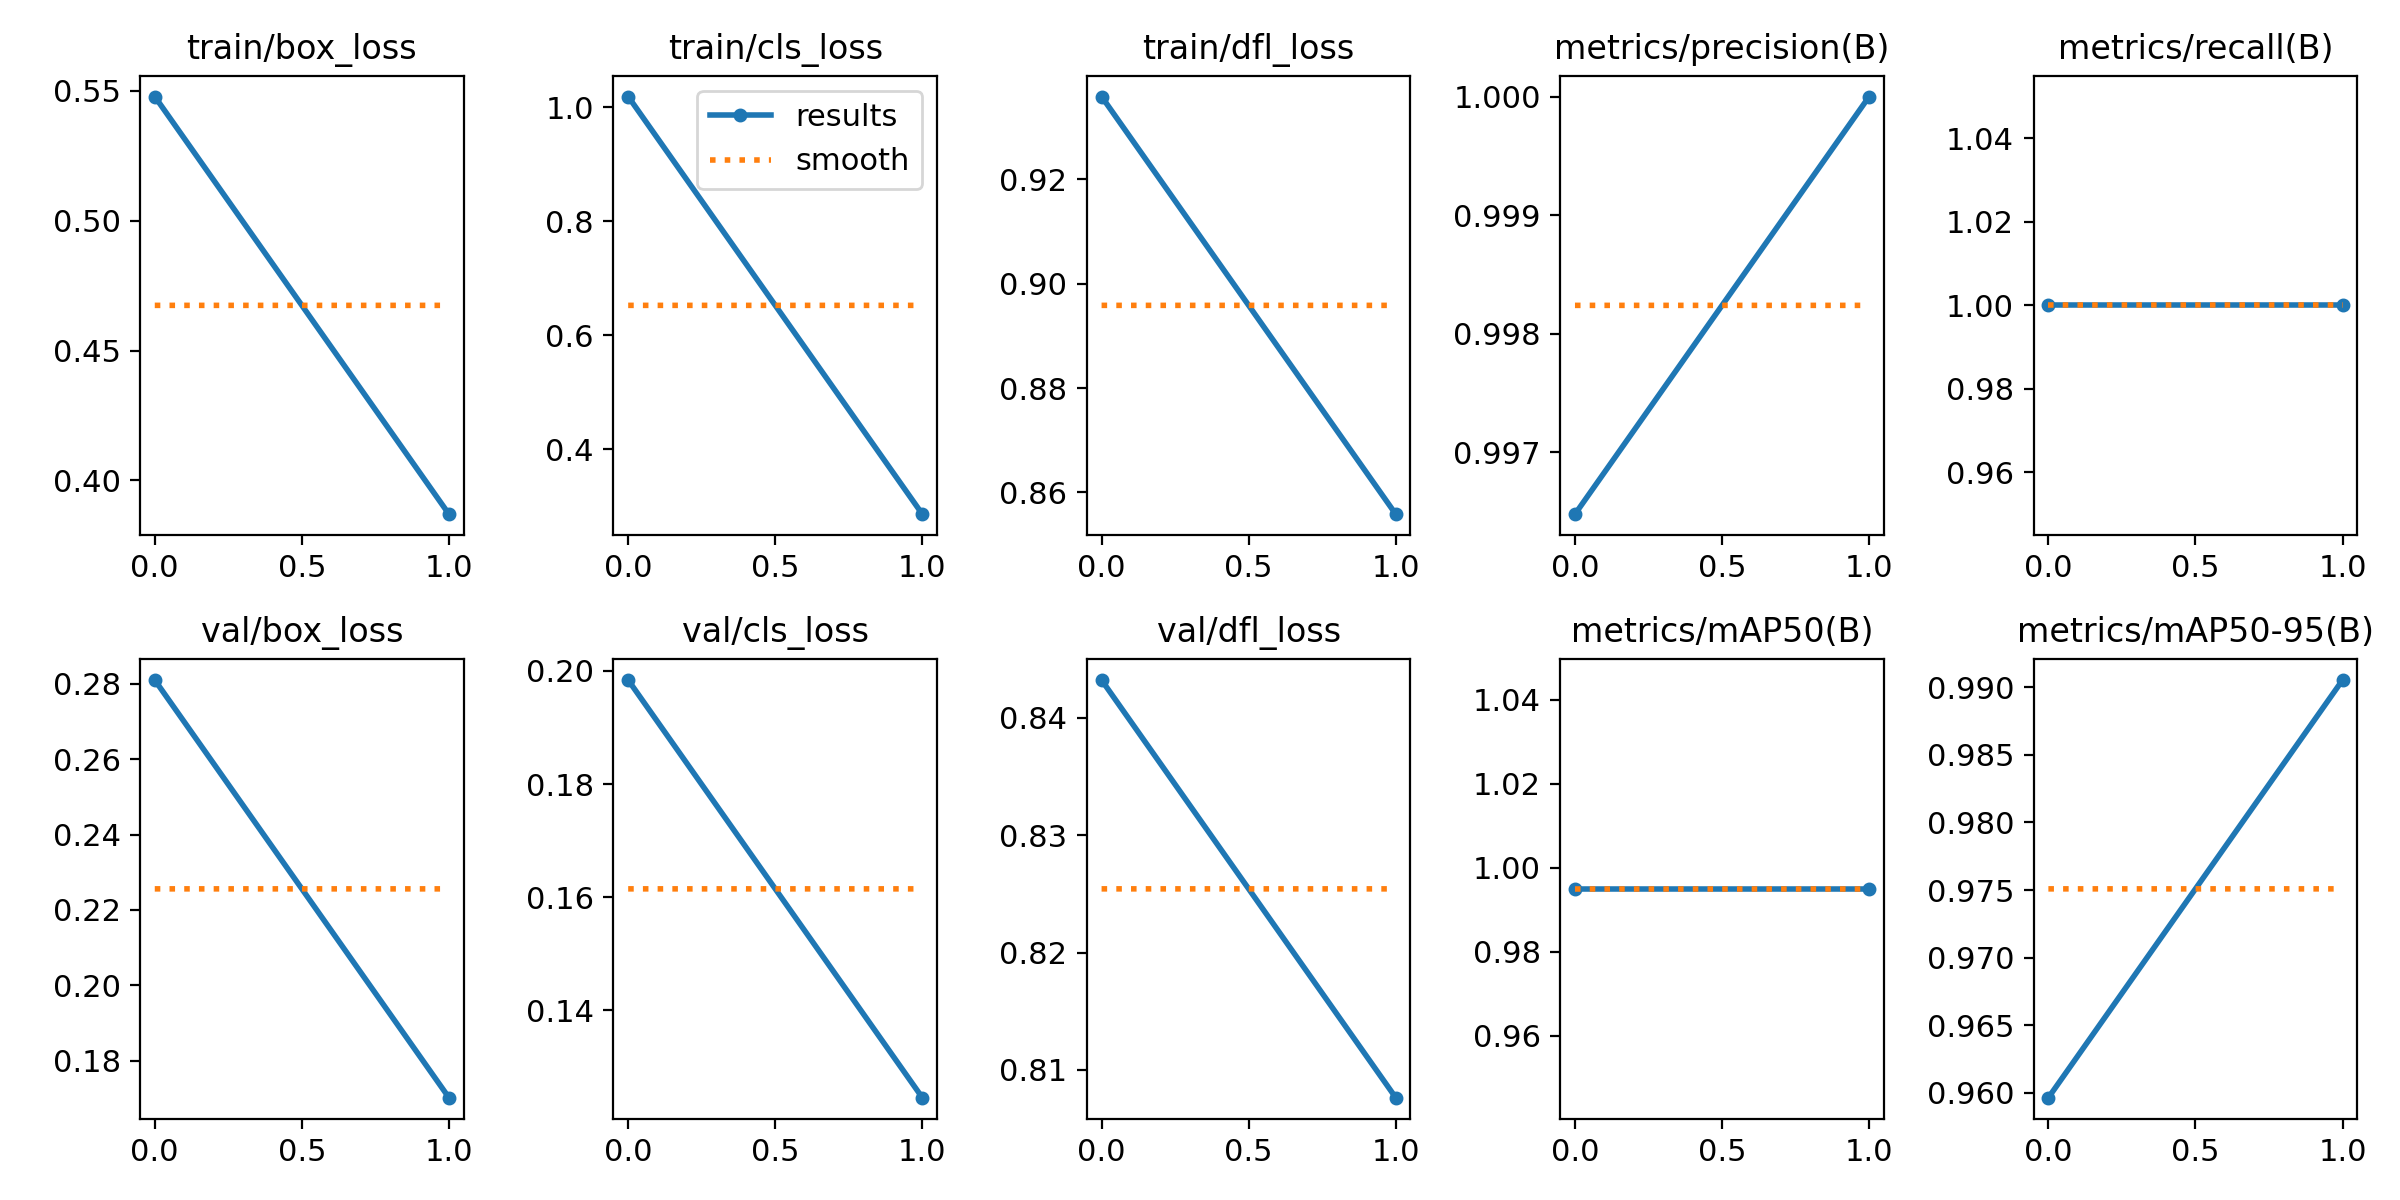 train/box_loss
0.55
0.50
0.45
0.40
0.0 0.5 1.0
train/cls_loss
results
smooth
1.0
0.8
0.6
0.4
0.0 0.5 1.0
train/dfl_loss
0.92
0.90
0.88
0.86
0.0 0.5 1.0
metrics/precision(B)
1.000
0.999
0.998
0.997
0.0 0.5 1.0
metrics/recall(B)
1.04
1.02
1.00
0.98
0.96
0.0 0.5 1.0
val/box_loss
0.28
0.26
0.24
0.22
0.20
0.18
0.0 0.5 1.0
val/cls_loss
0.20
0.18
0.16
0.14
0.0 0.5 1.0
val/dfl_loss
0.84
0.83
0.82
0.81
0.0 0.5 1.0
metrics/mAP50(B)
1.04
1.02
1.00
0.98
0.96
0.0 0.5 1.0
metrics/mAP50-95(B)
0.990
0.985
0.980
0.975
0.970
0.965
0.960
0.0 0.5 1.0